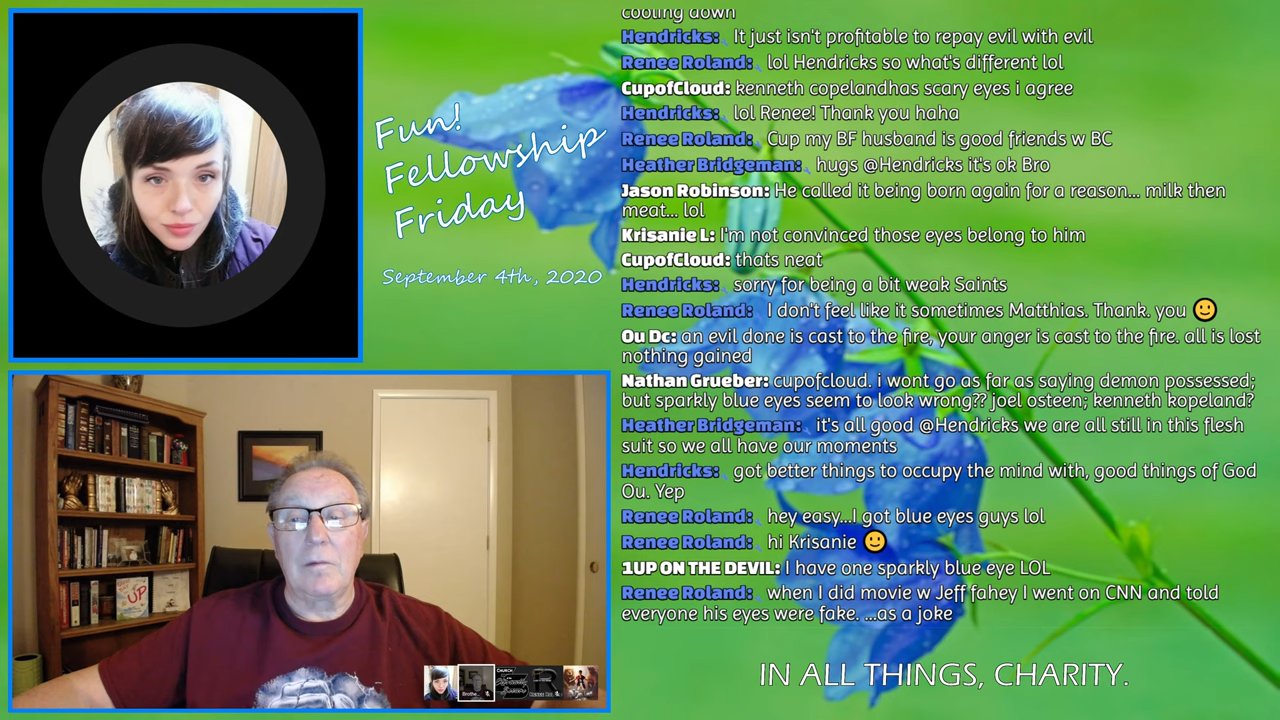 Fun!
Fellowship
Friday
September 4th, 2020
cooling down
Hendricks: It just isn't profitable to repay evil with evil
Renee Roland: lol Hendricks so what's different lol
CupofCloud: kenneth copelandhas scary eyes i agree
Hendricks: lol Renee! Thank you haha
Renee Roland: Cup my BF husband is good friends w BC
Heather Bridgeman: hugs @Hendricks it's ok Bro
Jason Robinson: He called it being born again for a reason... milk then
meat... lol
Krisanie L: I'm not convinced those eyes belong to him
CupofCloud: thats neat
Hendricks: sorry for being a bit weak Saints
Renee Roland: I don't feel like it sometimes Matthias. Thank. you 🙂
Ou Dc: an evil done is cast to the fire, your anger is cast to the fire. all is lost
nothing gained
Nathan Grueber: cupofcloud. i wont go as far as saying demon possessed;
but sparkly blue eyes seem to look wrong?? joel osteen; kenneth kopeland?
Heather Bridgeman: it's all good @Hendricks we are all still in this flesh
suit so we all have our moments
Hendricks: got better things to occupy the mind with, good things of God
Ou. Yep
Renee Roland: hey easy...I got blue eyes guys lol
Renee Roland: hi Krisanie 🙂
1UP ON THE DEVIL: I have one sparkly blue eye LOL
Renee Roland: when I did movie w Jeff fahey I went on CNN and told
everyone his eyes were fake. ...as a joke
IN ALL THINGS, CHARITY.
UP
Brothe...
CHURCH